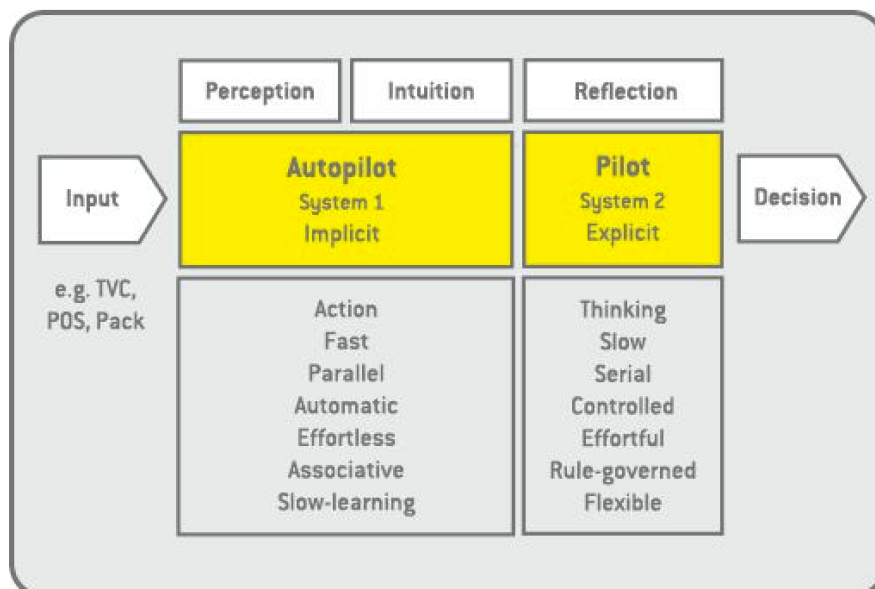 Perception
Intuition
Reflection
Input
Autopilot
System 1
Implicit
Pilot
System 2
Explicit
Decision
e.g. TVC,
POS, Pack
Action
Fast
Parallel
Automatic
Effortless
Associative
Slow-learning
Thinking
Slow
Serial
Controlled
Effortful
Rule-governed
Flexible